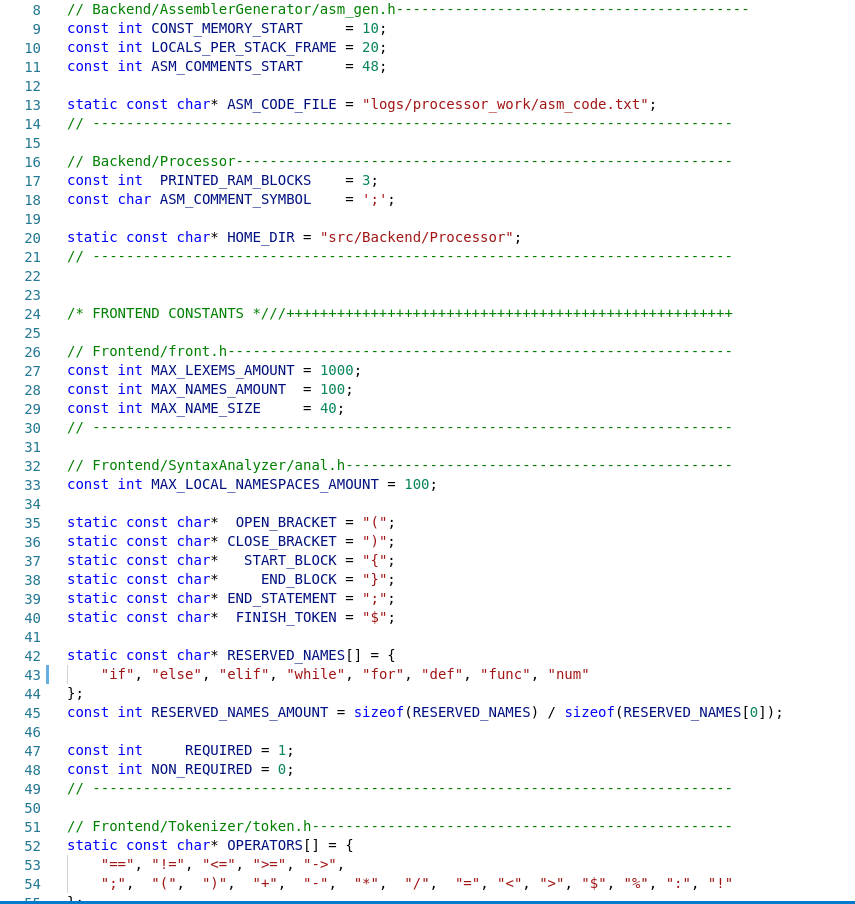 8 // Backend/AssemblerGenerator/asm_gen.h------------------------------------------
9 const int CONST_MEMORY_START     = 10;
10 const int LOCALS_PER_STACK_FRAME = 20;
11 const int ASM_COMMENTS_START     = 48;
12
13 static const char* ASM_CODE_FILE = "logs/processor_work/asm_code.txt";
14 // ----------------------------------------------------------------------------
15
16 // Backend/Processor-----------------------------------------------------------
17 const int  PRINTED_RAM_BLOCKS    = 3;
18 const char ASM_COMMENT_SYMBOL    = ';';
19
20 static const char* HOME_DIR = "src/Backend/Processor";
21 // ----------------------------------------------------------------------------
22
23
24 /* FRONTEND CONSTANTS *///+++++++++++++++++++++++++++++++++++++++++++++++++++++
25
26 // Frontend/front.h------------------------------------------------------------
27 const int MAX_LEXEMS_AMOUNT = 1000;
28 const int MAX_NAMES_AMOUNT  = 100;
29 const int MAX_NAME_SIZE     = 40;
30 // ----------------------------------------------------------------------------
31
32 // Frontend/SyntaxAnalyzer/anal.h----------------------------------------------
33 const int MAX_LOCAL_NAMESPACES_AMOUNT = 100;
34
35 static const char*  OPEN_BRACKET = "(";
36 static const char* CLOSE_BRACKET = ")";
37 static const char*   START_BLOCK = "{";
38 static const char*     END_BLOCK = "}";
39 static const char* END_STATEMENT = ";";
40 static const char*  FINISH_TOKEN = "$";
41
42 static const char* RESERVED_NAMES[] = {
43     "if", "else", "elif", "while", "for", "def", "func", "num"
44 };
45 const int RESERVED_NAMES_AMOUNT = sizeof(RESERVED_NAMES) / sizeof(RESERVED_NAMES[0]);
46
47 const int     REQUIRED = 1;
48 const int NON_REQUIRED = 0;
49 // ----------------------------------------------------------------------------
50
51 // Frontend/Tokenizer/token.h--------------------------------------------------
52 static const char* OPERATORS[] = {
53     "==", "!=", "<=", ">=", "->",
54     ";",  "(",  ")",  "+",  "-",  "*",  "/",  "=", "<", ">", "$", "%", ":", "!"
55 };